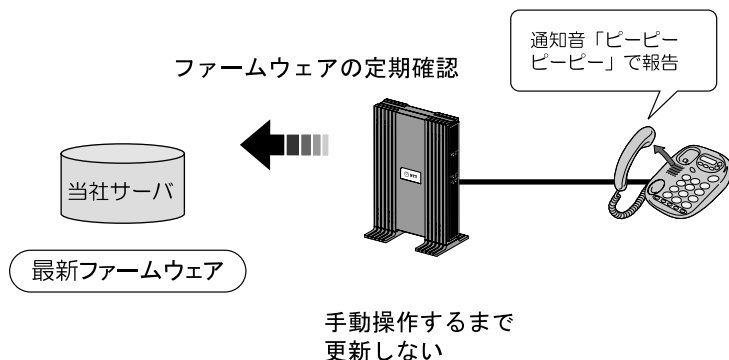 通知音「ピーピー
ピーピー」で報告
ファームウェアの定期確認
当社サーバ
最新ファームウェア
手動操作するまで
更新しない